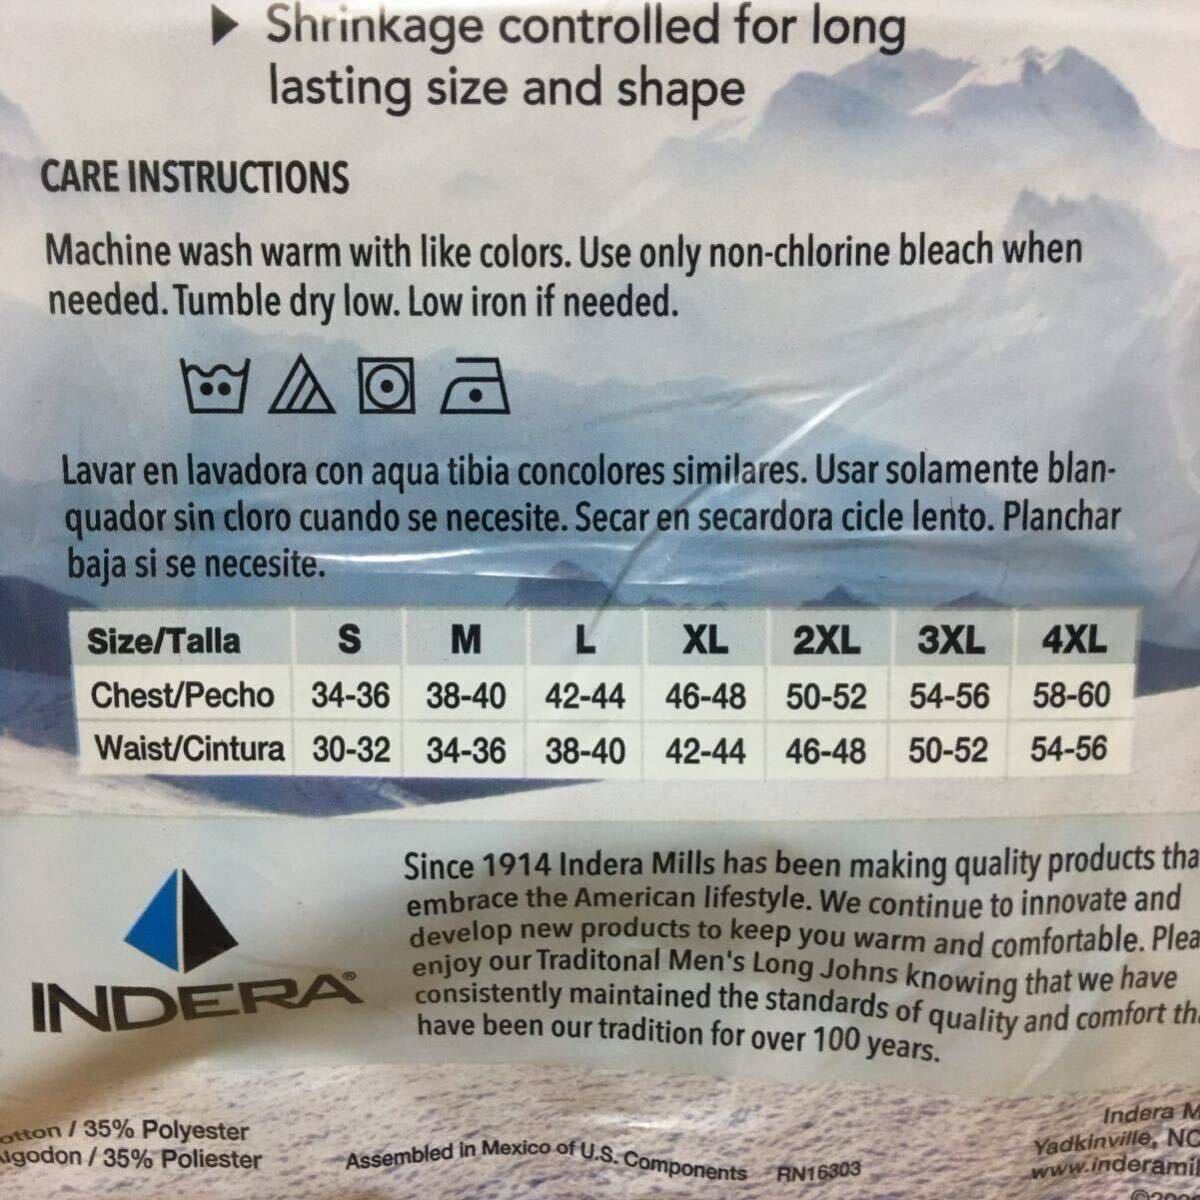 ▶ Shrinkage controlled for long
lasting size and shape
CARE INSTRUCTIONS
Machine wash warm with like colors. Use only non-chlorine bleach when
needed. Tumble dry low. Low iron if needed.
Lavar en lavadora con aqua tibia concolores similares. Usar solamente blan-
quador sin cloro cuando se necesite. Secar en secardora cicle lento. Planchar
baja si se necesite.
Size/Talla S M L XL 2XL 3XL 4XL
Chest/Pecho 34-36 38-40 42-44 46-48 50-52 54-56 58-60
Waist/Cintura 30-32 34-36 38-40 42-44 46-48 50-52 54-56
Since 1914 Indera Mills has been making quality products tha
embrace the American lifestyle. We continue to innovate and
develop new products to keep you warm and comfortable. Plea
enjoy our Traditonal Men's Long Johns knowing that we have
consistently maintained the standards of quality and comfort th
have been our tradition for over 100 years.
INDERA®
otton / 35% Polyester
lgodon / 35% Poliester
Assembled in Mexico of U.S. Components RN16303
Indera M
Yadkinville, NC
www.inderamil